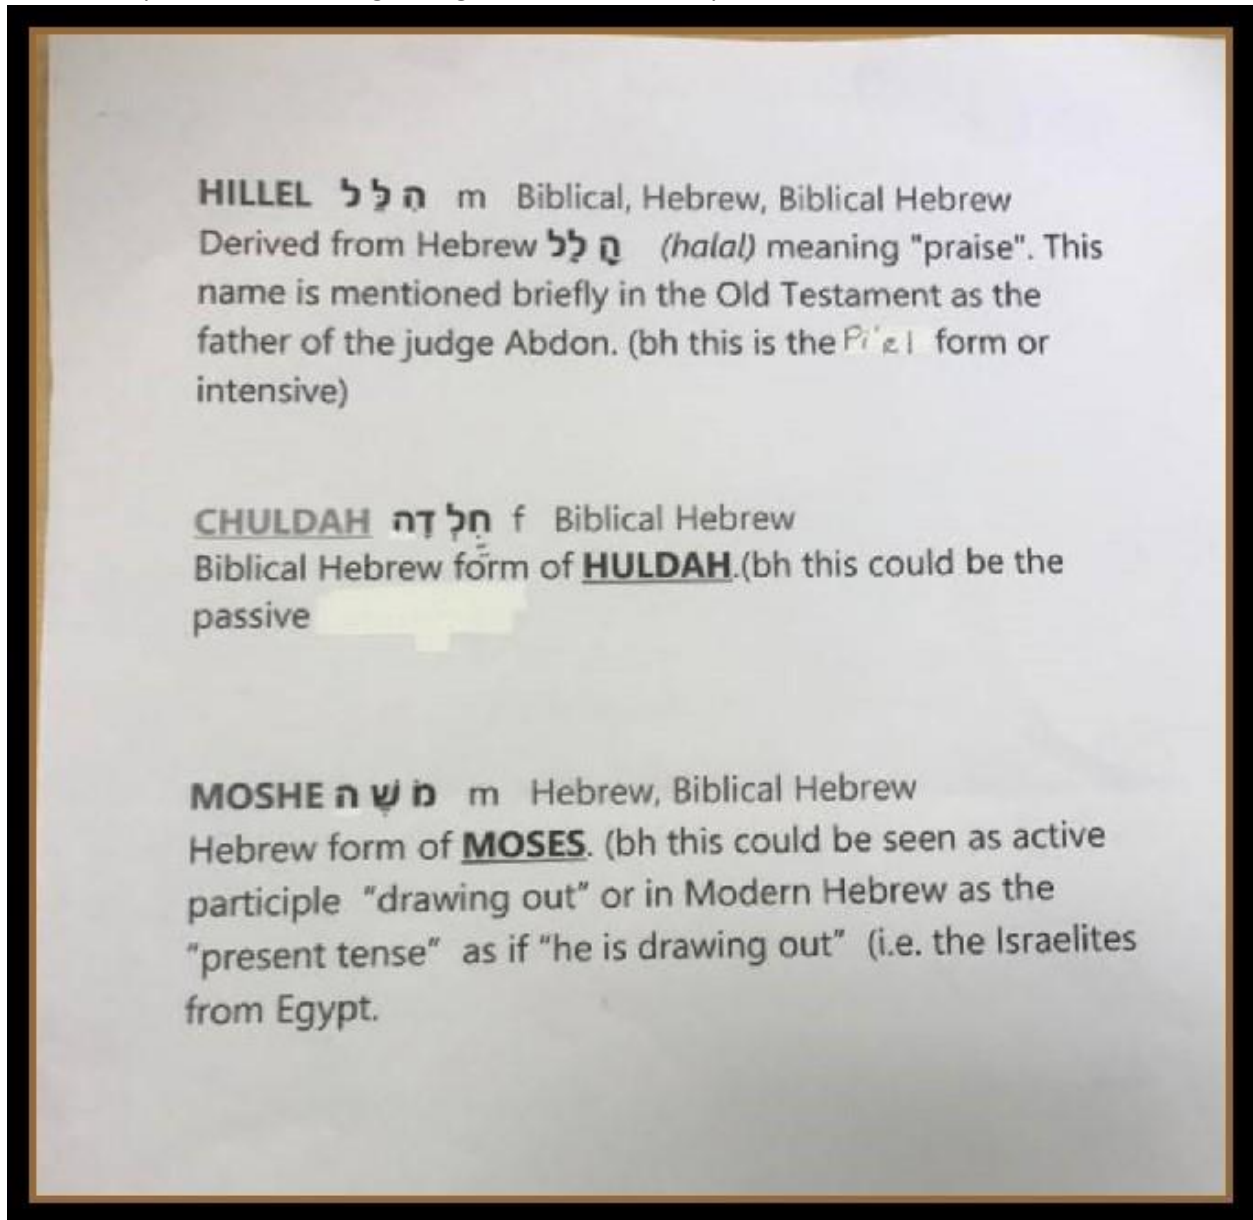 HILLEL הִ לֵּ ל m Biblical, Hebrew, Biblical Hebrew
Derived from Hebrew הָ לַל (halal) meaning "praise". This
name is mentioned briefly in the Old Testament as the
father of the judge Abdon. (bh this is the Pi'el form or
intensive)
CHULDAH חֻלְ דָּה f Biblical Hebrew
Biblical Hebrew form of HULDAH.(bh this could be the
passive
MOSHE מֹ שֶׁ ה m Hebrew, Biblical Hebrew
Hebrew form of MOSES. (bh this could be seen as active
participle "drawing out" or in Modern Hebrew as the
"present tense" as if "he is drawing out" (i.e. the Israelites
from Egypt.